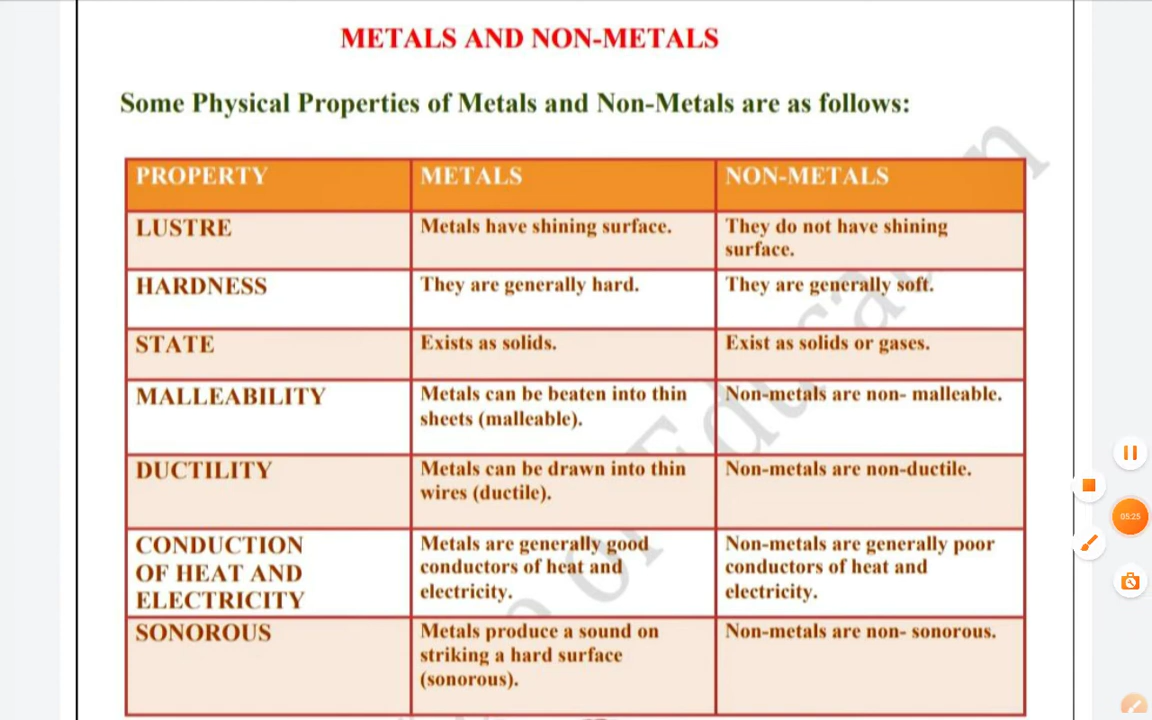 METALS AND NON-METALS
Some Physical Properties of Metals and Non-Metals are as follows:
PROPERTY
METALS
NON-METALS
LUSTRE
Metals have shining surface.
They do not have shining
surface.
HARDNESS
They are generally hard.
They are generally soft.
STATE
Exists as solids.
Exist as solids or gases.
MALLEABILITY
Metals can be beaten into thin
sheets (malleable).
Non-metals are non- malleable.
DUCTILITY
Metals can be drawn into thin
wires (ductile).
Non-metals are non-ductile.
CONDUCTION
OF HEAT AND
ELECTRICITY
Metals are generally good
conductors of heat and
electricity.
Non-metals are generally poor
conductors of heat and
electricity.
SONOROUS
Metals produce a sound on
striking a hard surface
(sonorous).
Non-metals are non- sonorous.
05:25